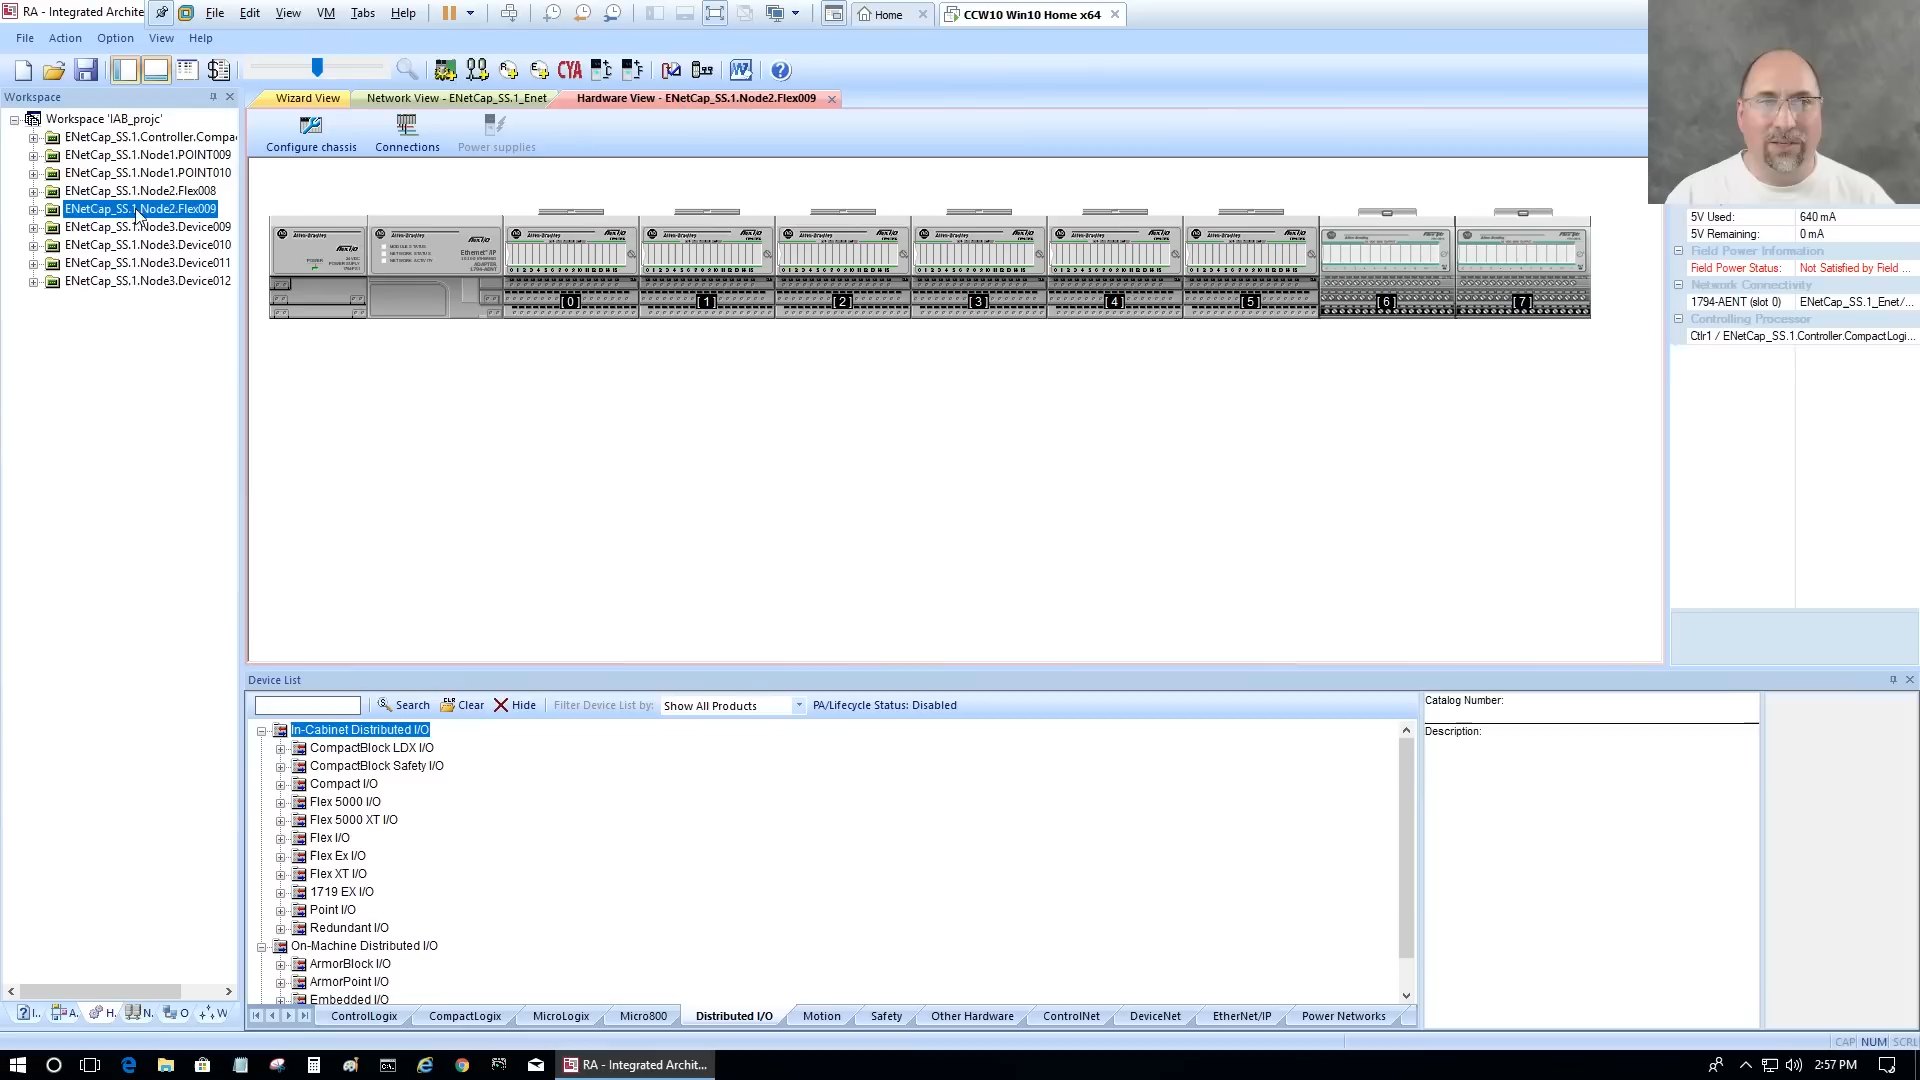 RA - Integrated Archite
File Edit View VM Tabs Help
Home
CCW10 Win10 Home x64
File Action Option View Help
CYA
Workspace
Wizard View
Network View - ENetCap_SS.1_Enet
Hardware View - ENetCap_SS.1.Node2.Flex009
Configure chassis
Connections
Power supplies
Workspace 'IAB_projc'
ENetCap_SS.1.Controller.Compac
ENetCap_SS.1.Node1.POINT009
ENetCap_SS.1.Node1.POINT010
ENetCap_SS.1.Node2.Flex008
ENetCap_SS.1.Node2.Flex009
ENetCap_SS.1.Node3.Device009
ENetCap_SS.1.Node3.Device010
ENetCap_SS.1.Node3.Device011
ENetCap_SS.1.Node3.Device012
Allen-Bradley
[0] [1] [2] [3] [4] [5] [6] [7]
5V Used: 640 mA
5V Remaining: 0 mA
Field Power Information
Field Power Status: Not Satisfied by Field ...
Network Connectivity
1794-AENT (slot 0) ENetCap_SS.1_Enet/...
Controlling Processor
Ctlr1 / ENetCap_SS.1.Controller.CompactLogi...
Device List
Search Clear Hide Filter Device List by: Show All Products PA/Lifecycle Status: Disabled
In-Cabinet Distributed I/O
CompactBlock LDX I/O
CompactBlock Safety I/O
Compact I/O
Flex 5000 I/O
Flex 5000 XT I/O
Flex I/O
Flex Ex I/O
Flex XT I/O
1719 EX I/O
Point I/O
Redundant I/O
On-Machine Distributed I/O
ArmorBlock I/O
ArmorPoint I/O
Embedded I/O
Catalog Number:
Description:
I.. A. H. N. O W
ControlLogix CompactLogix MicroLogix Micro800 Distributed I/O Motion Safety Other Hardware ControlNet DeviceNet EtherNet/IP Power Networks
CAP NUM SCRL
RA - Integrated Archit...
2:57 PM